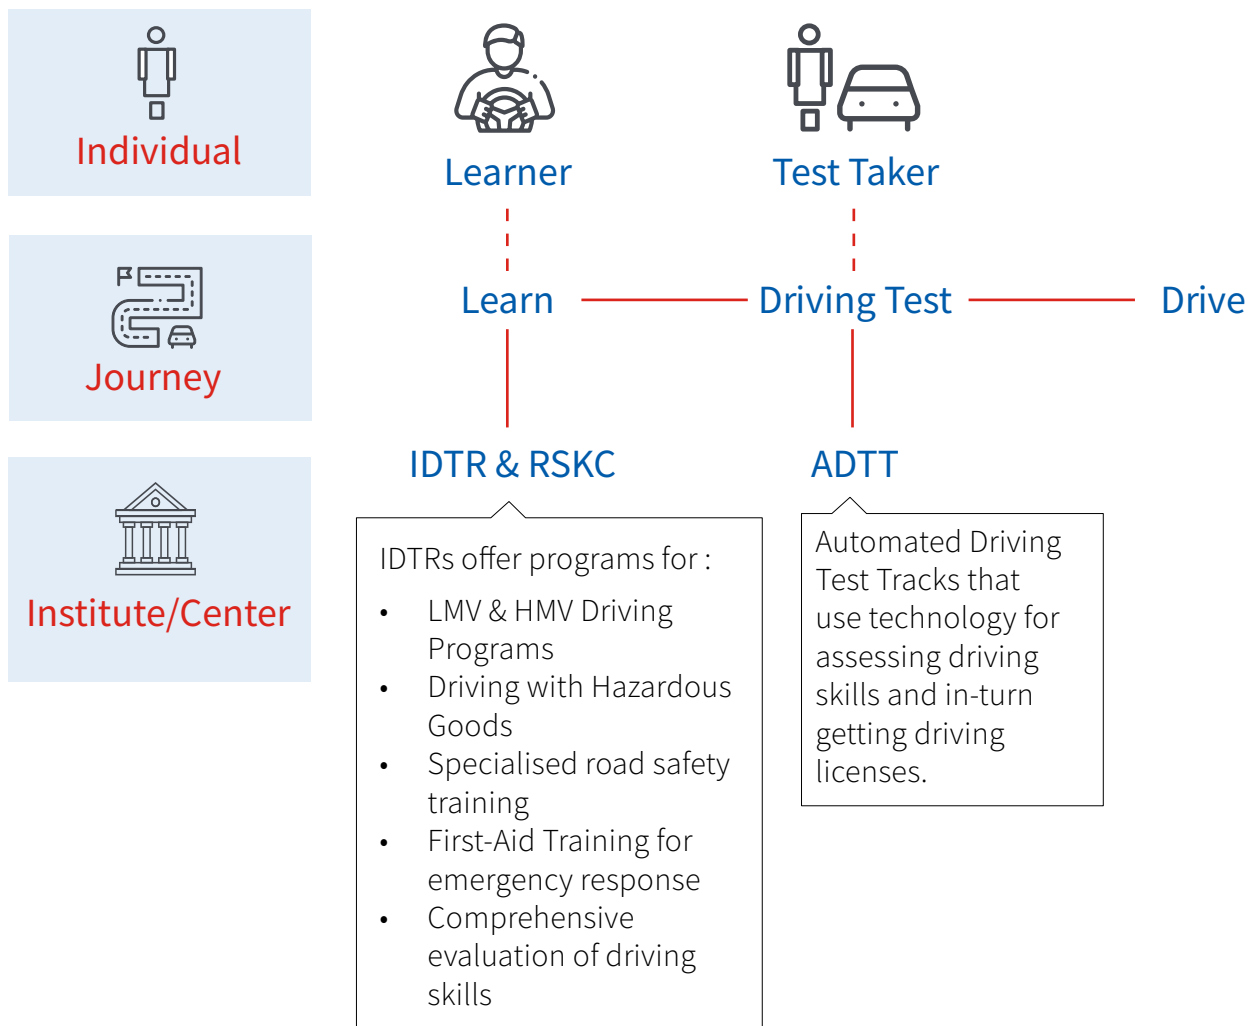 Individual
Learner
Test Taker
Journey
Learn
Driving Test
Drive
Institute/Center
IDTR & RSKC
ADTT
IDTRs offer programs for :
• LMV & HMV Driving
Programs
• Driving with Hazardous
Goods
• Specialised road safety
training
• First-Aid Training for
emergency response
• Comprehensive
evaluation of driving
skills
Automated Driving
Test Tracks that
use technology for
assessing driving
skills and in-turn
getting driving
licenses.